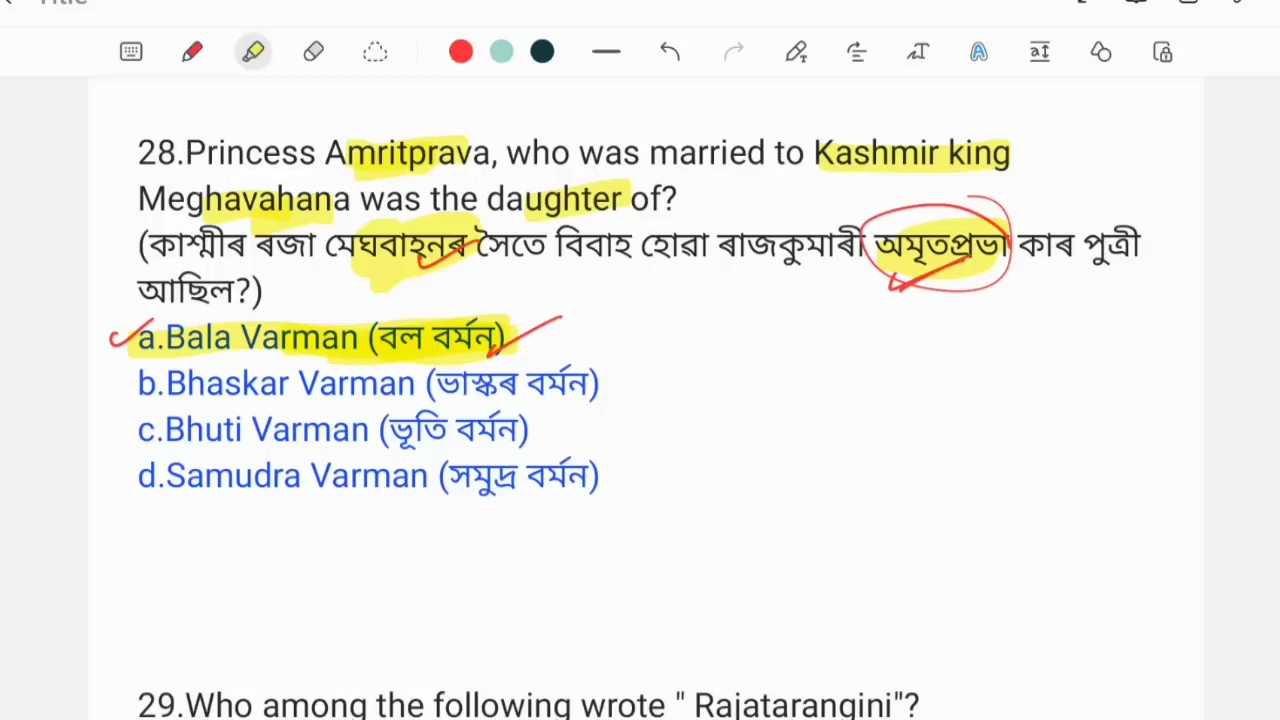 Title
28.Princess Amritprava, who was married to Kashmir king
Meghavahana was the daughter of?
(কাশ্মীৰ ৰজা মেঘবাহনৰ সৈতে বিবাহ হোৱা ৰাজকুমাৰী অমৃতপ্ৰভা কাৰ পুত্ৰী
আছিল?)
a.Bala Varman (বল বৰ্মন)
b.Bhaskar Varman (ভাস্কৰ বৰ্মন)
c.Bhuti Varman (ভূতি বৰ্মন)
d.Samudra Varman (সমুদ্ৰ বৰ্মন)
29.Who among the following wrote " Rajatarangini"?